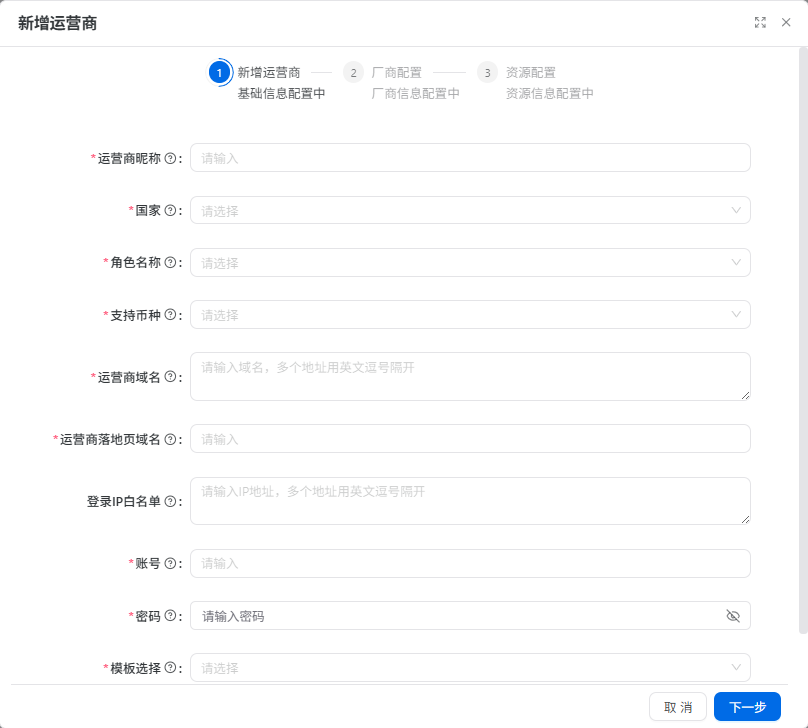 新增运营商
1 新增运营商 2 厂商配置 3 资源配置
基础信息配置中 厂商信息配置中 资源信息配置中
*运营商昵称?: 请输入
*国家?: 请选择
*角色名称?: 请选择
*支持币种?: 请选择
*运营商域名?: 请输入域名，多个地址用英文逗号隔开
*运营商落地页域名?: 请输入
登录IP白名单?: 请输入IP地址，多个地址用英文逗号隔开
*账号?: 请输入
*密码?: 请输入密码
*模板选择?: 请选择
取 消 下一步